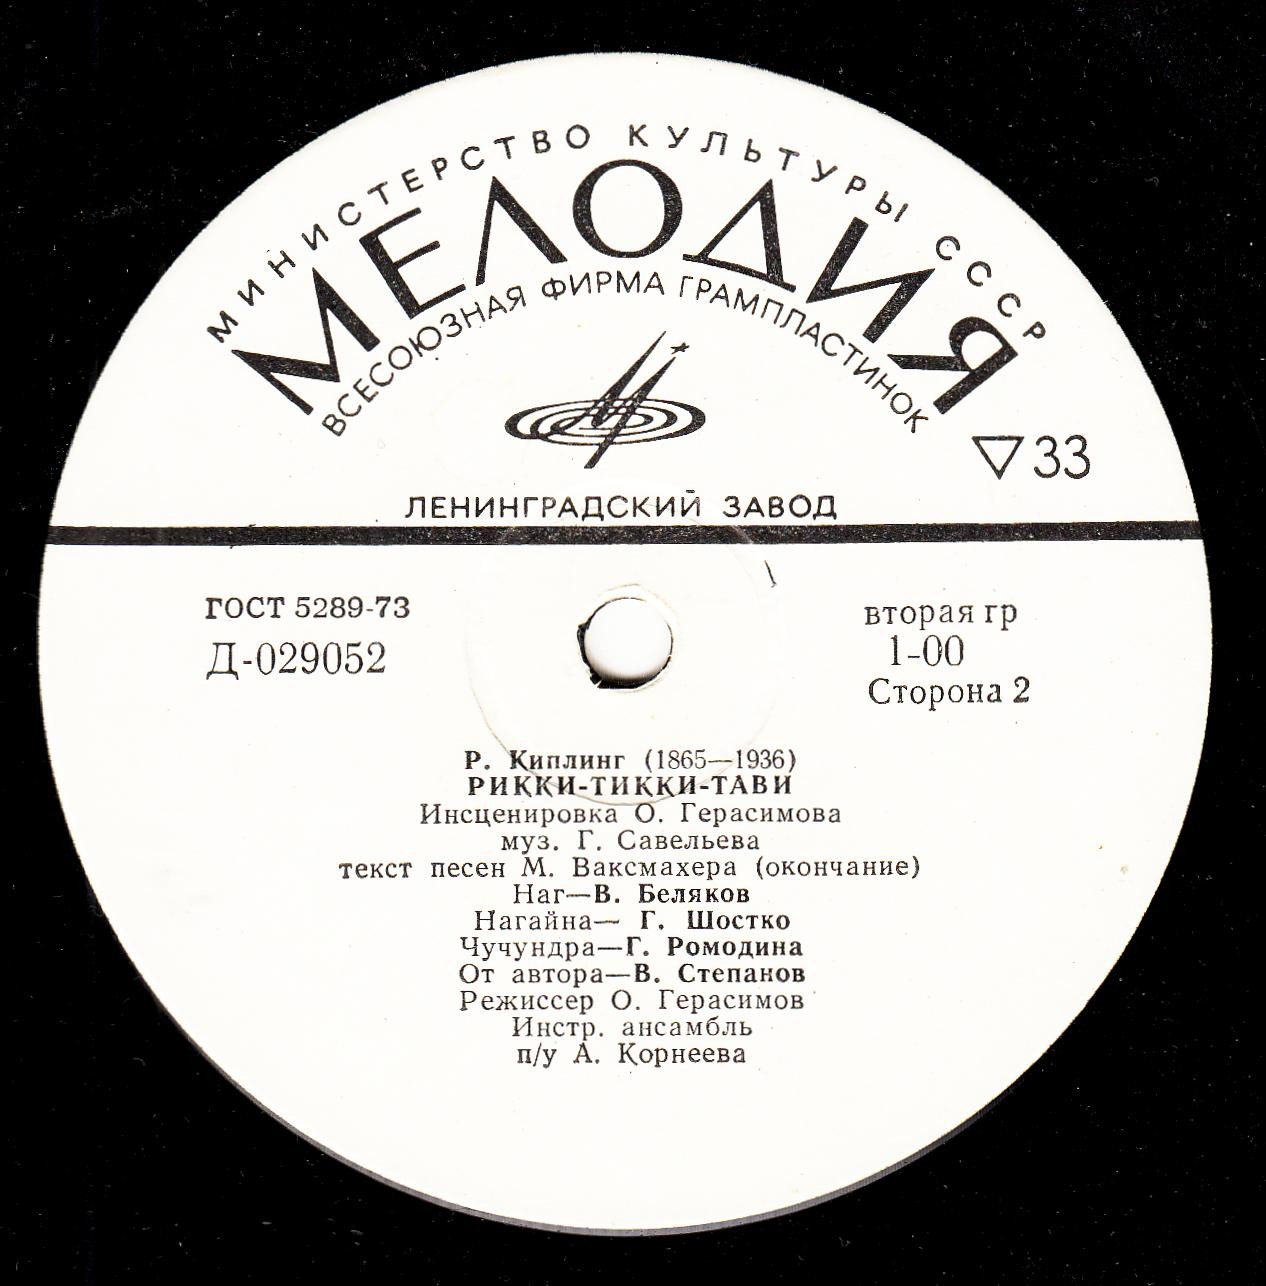 МИНИСТЕРСТВО КУЛЬТУРЫ СССР
МЕЛОДИЯ
ВСЕСОЮЗНАЯ ФИРМА ГРАМПЛАСТИНОК
33
ЛЕНИНГРАДСКИЙ ЗАВОД
ГОСТ 5289-73
Д-029052
вторая гр
1-00
Сторона 2
Р. Киплинг (1865—1936)
РИККИ-ТИККИ-ТАВИ
Инсценировка О. Герасимова
муз. Г. Савельева
текст песен М. Ваксмахера (окончание)
Наг—В. Беляков
Нагайна— Г. Шостко
Чучундра—Г. Ромодина
От автора—В. Степанов
Режиссер О. Герасимов
Инстр. ансамбль
п/у А. Корнеева